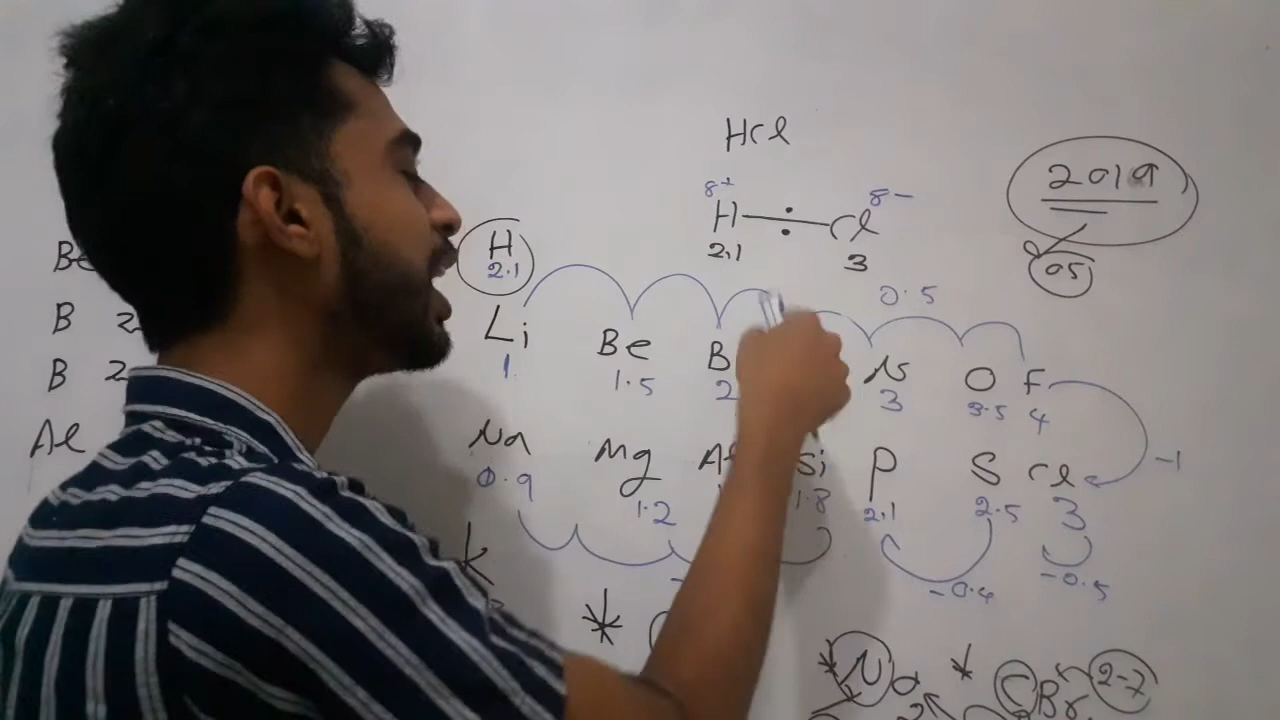 HCl
2019
05
δ+ δ-
H : Cl
2.1 3
H
2.1
0.5
Li Be B N O F
1 1.5 2 3 3.5 4
-1
Na Mg Al Si P S Cl
0.9 1.2 1.8 2.1 2.5 3
-0.4 -0.5
K
*
* Na * Br 2-7
Be
B 2
B 2
Al